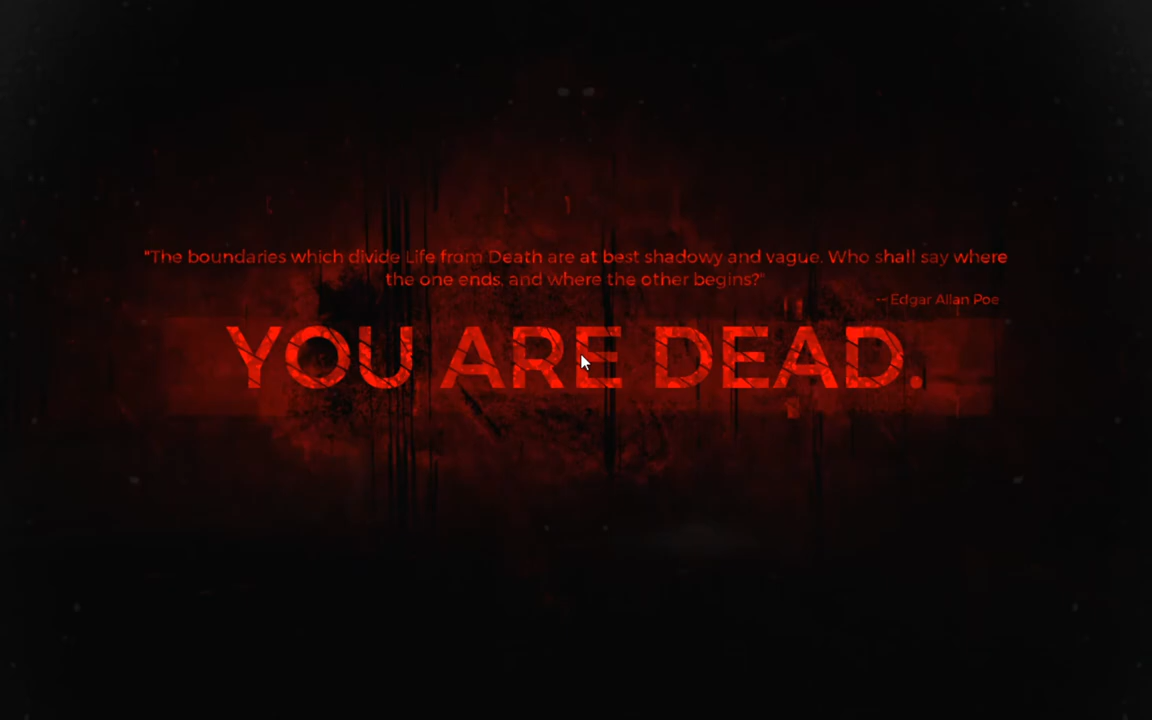 "The boundaries which divide Life from Death are at best shadowy and vague. Who shall say where
the one ends, and where the other begins?"
-- Edgar Allan Poe
YOU ARE DEAD.